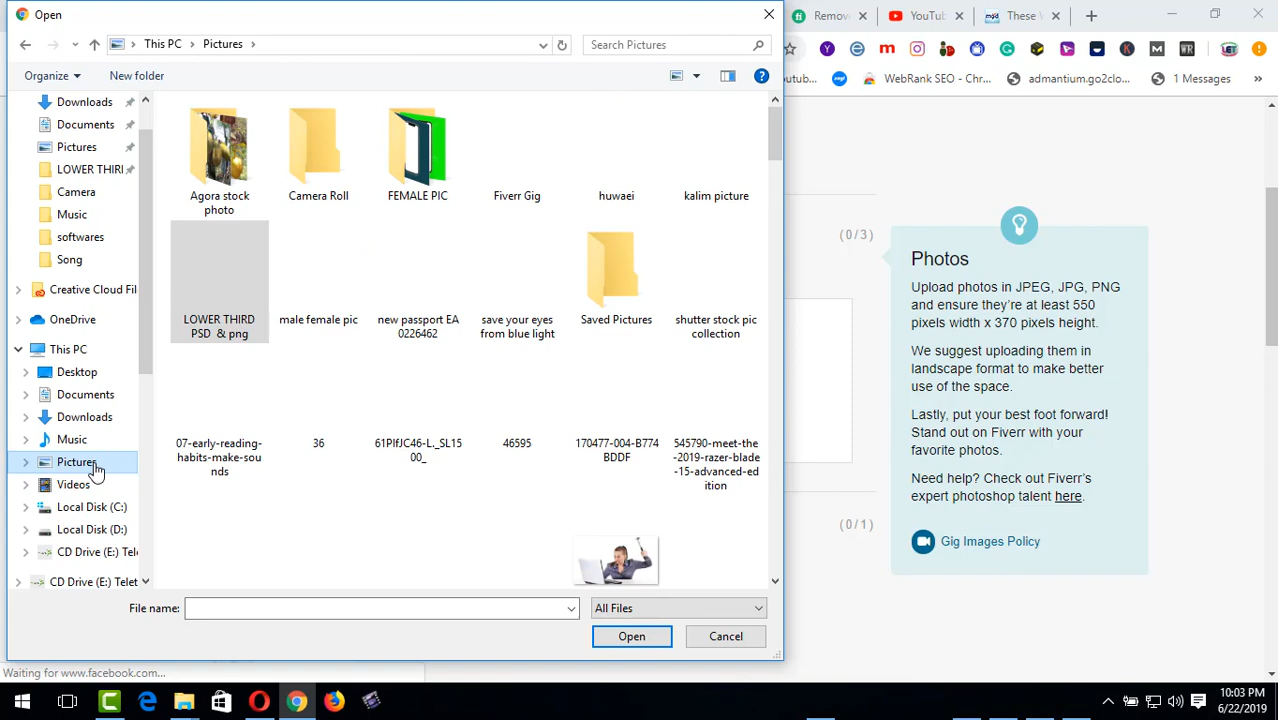 Open
This PC
Pictures
Search Pictures
Organize
New folder
Downloads
Documents
Pictures
LOWER THIRI
Camera
Music
softwares
Song
Creative Cloud Fil
OneDrive
This PC
Desktop
Documents
Downloads
Music
Pictures
Videos
Local Disk (C:)
Local Disk (D:)
CD Drive (E:) Tele
CD Drive (E:) Telet
Agora stock
photo
Camera Roll
FEMALE PIC
Fiverr Gig
huwaei
kalim picture
LOWER THIRD
PSD & png
male female pic
new passport EA
0226462
save your eyes
from blue light
Saved Pictures
shutter stock pic
collection
07-early-reading-
habits-make-sou
nds
36
61PIfJC46-L._SL15
00_
46595
170477-004-B774
BDDF
545790-meet-the
-2019-razer-blade
-15-advanced-ed
ition
File name:
All Files
Open
Cancel
Waiting for www.facebook.com...
fi
Remov
YouTu
mgd
These V
outub...
WebRank SEO - Chr...
admantium.go2clo...
1 Messages
(0/3)
Photos
Upload photos in JPEG, JPG, PNG
and ensure they're at least 550
pixels width x 370 pixels height.
We suggest uploading them in
landscape format to make better
use of the space.
Lastly, put your best foot forward!
Stand out on Fiverr with your
favorite photos.
Need help? Check out Fiverr's
expert photoshop talent here.
Gig Images Policy
(0/1)
10:03 PM
6/22/2019